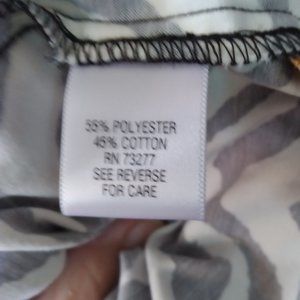 55% POLYESTER
45% COTTON
RN 73277
SEE REVERSE
FOR CARE